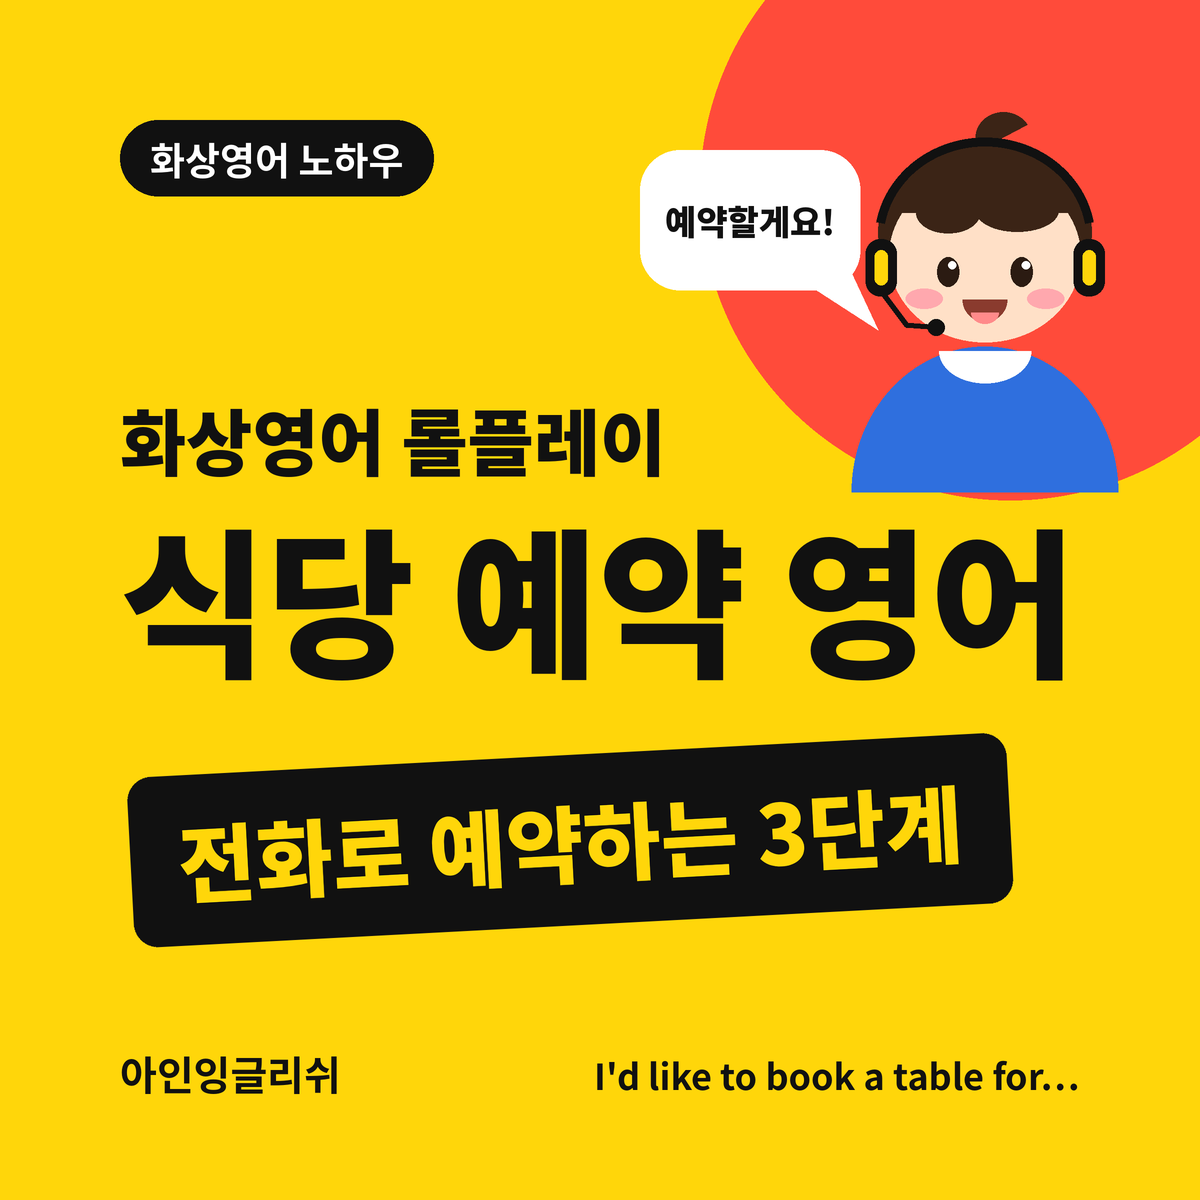 화상영어 노하우
예약할게요!
화상영어 롤플레이
식당 예약 영어
전화로 예약하는 3단계
아인잉글리쉬
I'd like to book a table for…